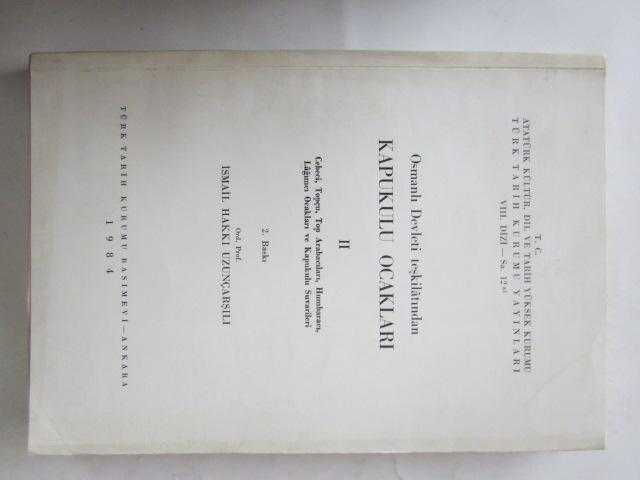 T. C.
ATATÜRK KÜLTÜR, DİL VE TARİH YÜKSEK KURUMU
TÜRK TARİH KURUMU YAYINLARI
VIII. DİZİ — Sa. 12
Osmanlı Devleti teşkilâtından
KAPUKULU OCAKLARI
II
Cebeci, Topçu, Top Arabacıları, Humbaracı,
Lâğımcı Ocakları ve Kapukulu Suvarileri
2. Baskı
Ord. Prof.
İSMAİL HAKKI UZUNÇARŞILI
TÜRK TARİH KURUMU BASIMEVİ — ANKARA
1984